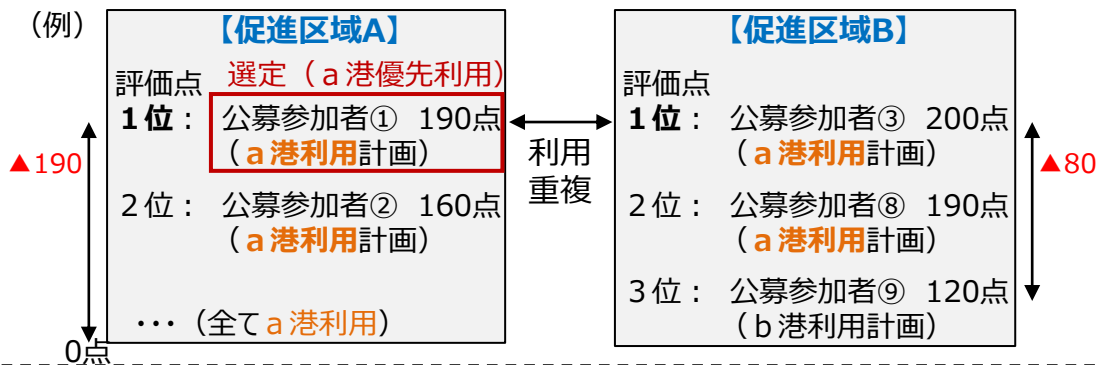 (例)
【促進区域A】
評価点 選定(a港優先利用)
1位: 公募参加者① 190点
(a港利用計画)
2位: 公募参加者② 160点
(a港利用計画)
・・・(全てa港利用)
▲190
0点
利用
重複
【促進区域B】
評価点
1位: 公募参加者③ 200点
(a港利用計画)
2位: 公募参加者⑧ 190点
(a港利用計画)
3位: 公募参加者⑨ 120点
(b港利用計画)
▲80